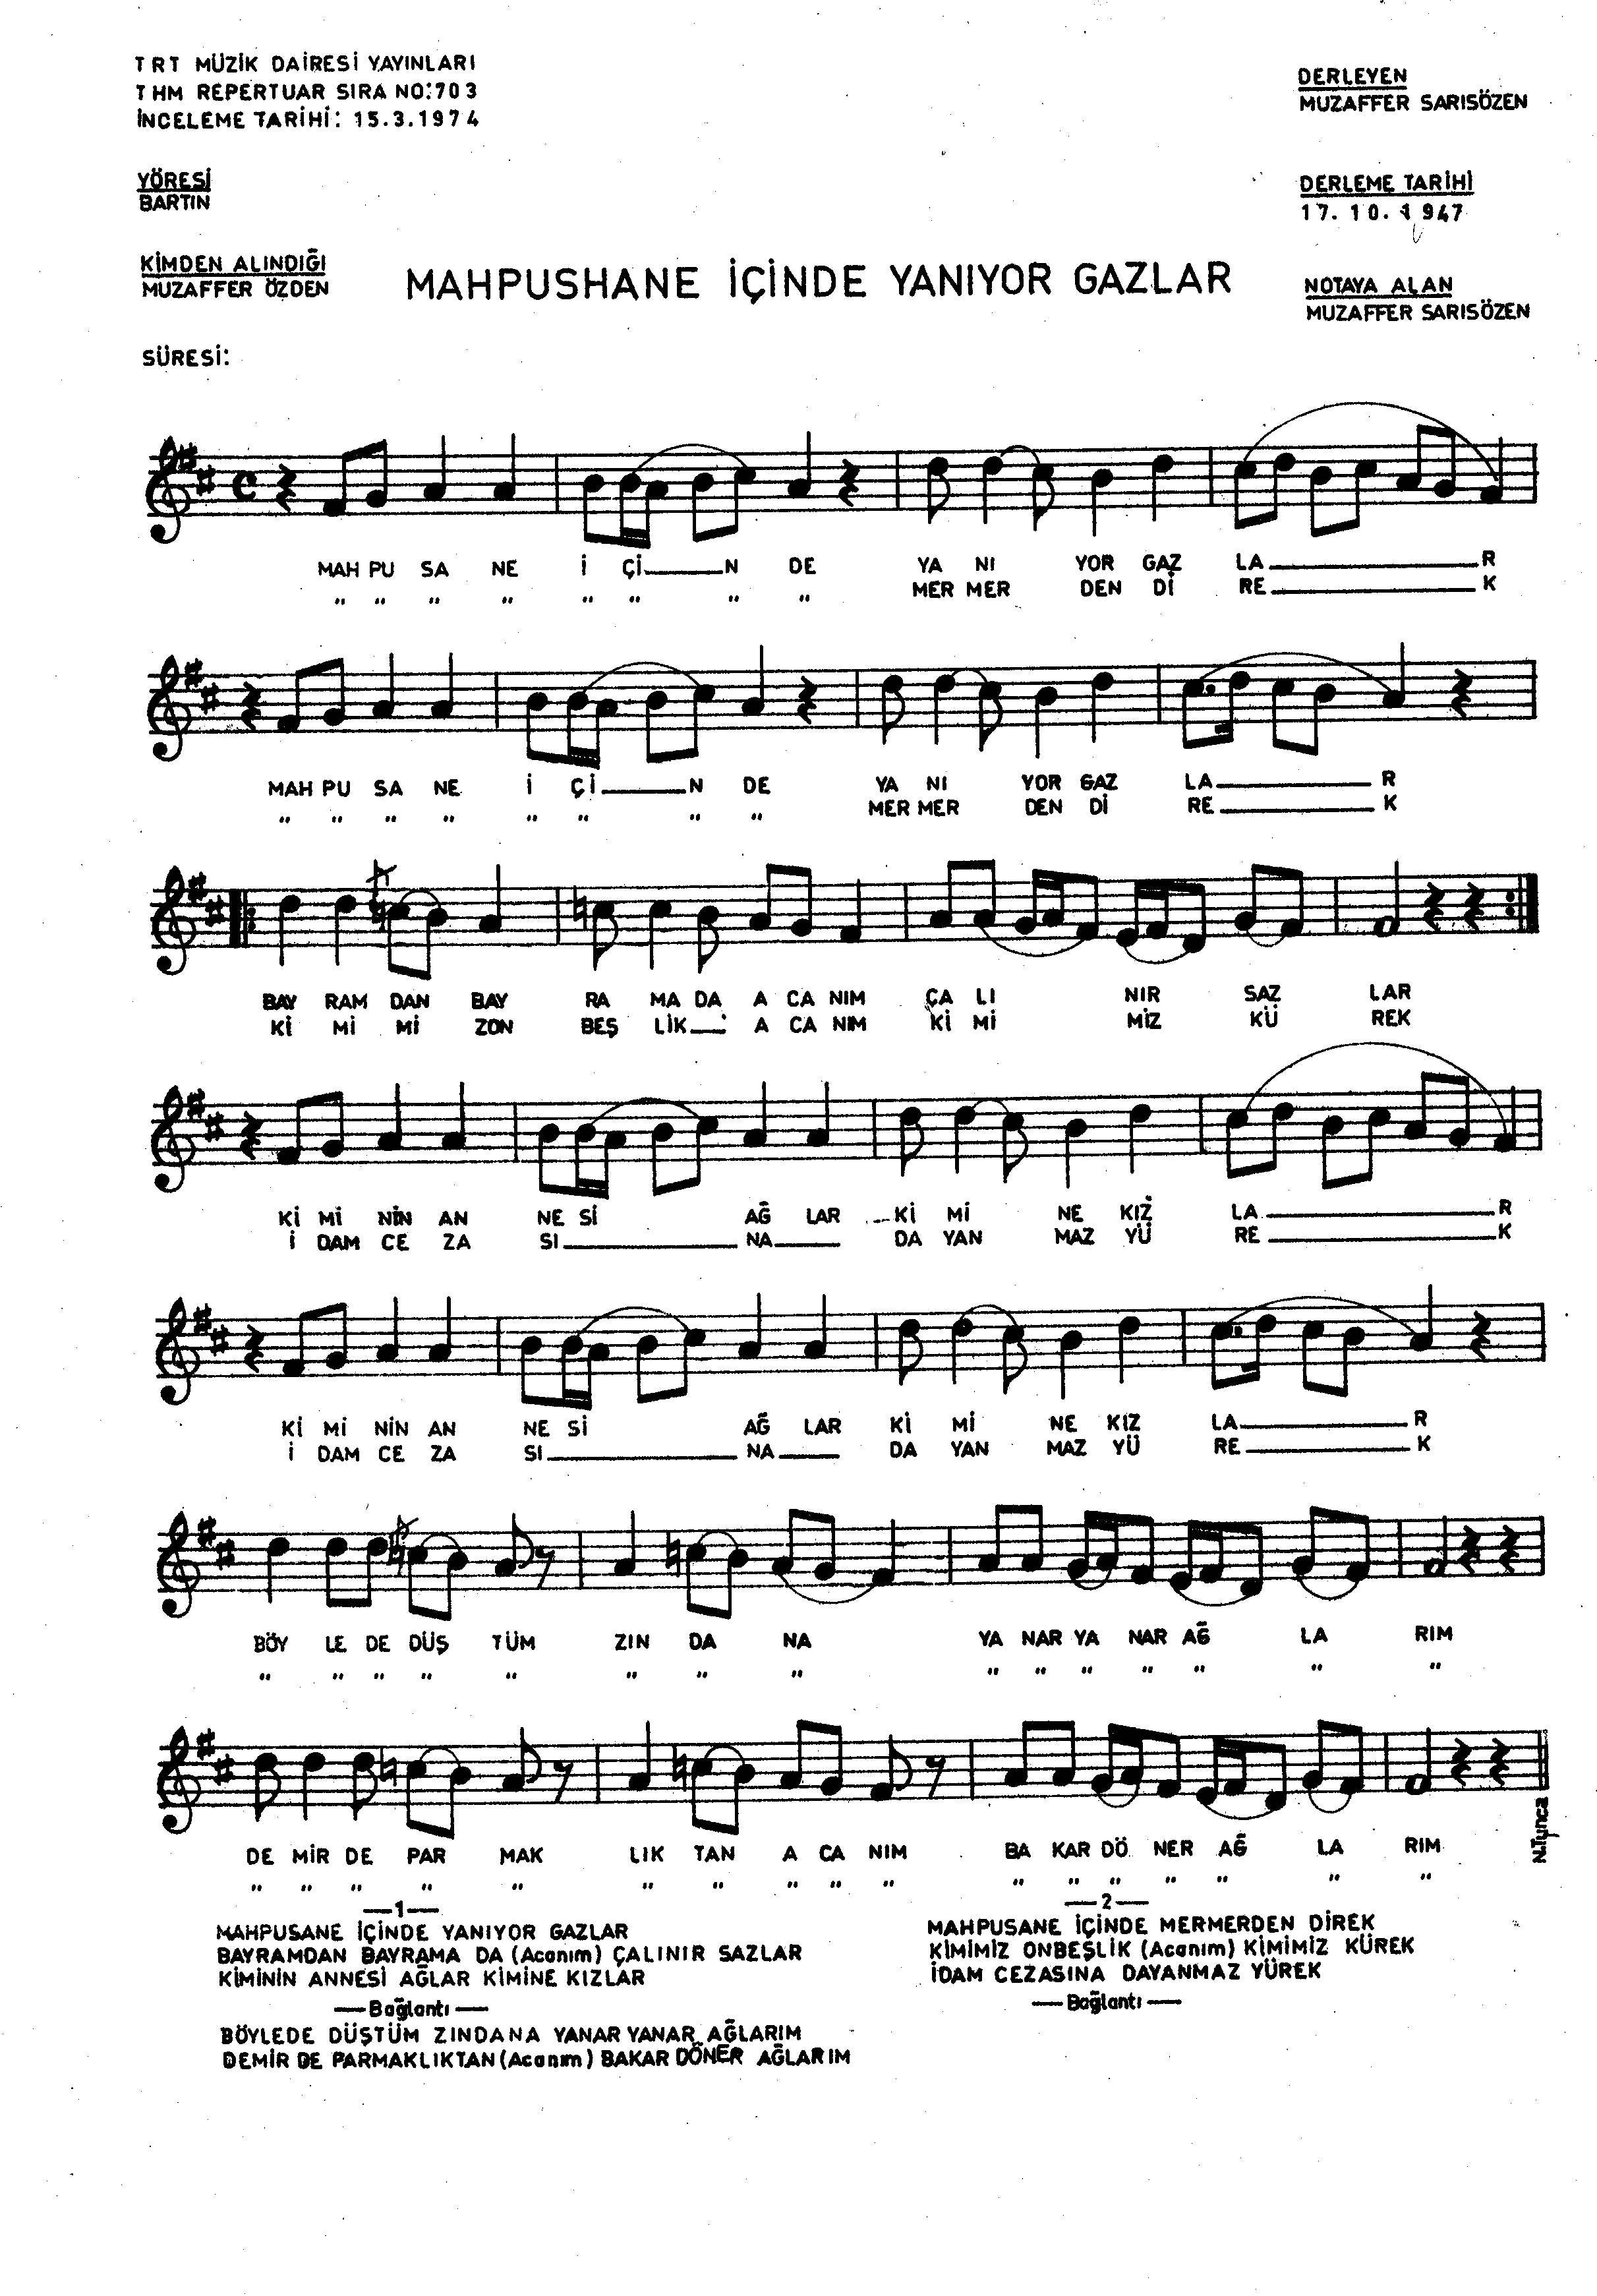 TRT MÜZİK DAİRESİ YAYINLARI
THM REPERTUAR SIRA NO:703
İNCELEME TARİHİ: 15.3.1974
DERLEYEN
MUZAFFER SARISÖZEN
YÖRESİ
BARTIN
DERLEME TARİHİ
17.10.1947
KİMDEN ALINDIĞI
MUZAFFER ÖZDEN
MAHPUSHANE İÇİNDE YANIYOR GAZLAR
NOTAYA ALAN
MUZAFFER SARISÖZEN
SÜRESİ:
MAH PU SA NE İ Çİ N DE YA NI YOR GAZ LA R
" " " " " " " " MER MER DEN Dİ RE K
MAH PU SA NE İ Çİ N DE YA NI YOR GAZ LA R
" " " " " " " " MER MER DEN Dİ RE K
BAY RAM DAN BAY RA MA DA A CA NIM ÇA LI NIR SAZ LAR
Kİ Mİ Mİ ZON BEŞ LİK A CA NIM Kİ Mİ MİZ KÜ REK
Kİ Mİ NİN AN NE Sİ AĞ LAR Kİ Mİ NE KIZ LA R
İ DAM CE ZA SI NA DA YAN MAZ YÜ RE K
Kİ Mİ NİN AN NE Sİ AĞ LAR Kİ Mİ NE KIZ LA R
İ DAM CE ZA SI NA DA YAN MAZ YÜ RE K
BÖY LE DE DÜŞ TÜM ZIN DA NA YA NAR YA NAR AĞ LA RIM
" " " " " " " " " " " " " " "
DE MİR DE PAR MAK LIK TAN A CA NIM BA KAR DÖ NER AĞ LA RIM
" " " " " " " " " " " " " " " " "
N.Tunca
—1—
MAHPUSANE İÇİNDE YANIYOR GAZLAR
BAYRAMDAN BAYRAMA DA (Acanım) ÇALINIR SAZLAR
KİMİNİN ANNESİ AĞLAR KİMİNE KIZLAR
—Bağlantı—
BÖYLEDE DÜŞTÜM ZINDANA YANAR YANAR AĞLARIM
DEMİR DE PARMAKLIKTAN (Acanım) BAKAR DÖNER AĞLARIM
—2—
MAHPUSANE İÇİNDE MERMERDEN DİREK
KİMİMİZ ONBEŞLİK (Acanım) KİMİMİZ KÜREK
İDAM CEZASINA DAYANMAZ YÜREK
—Bağlantı—